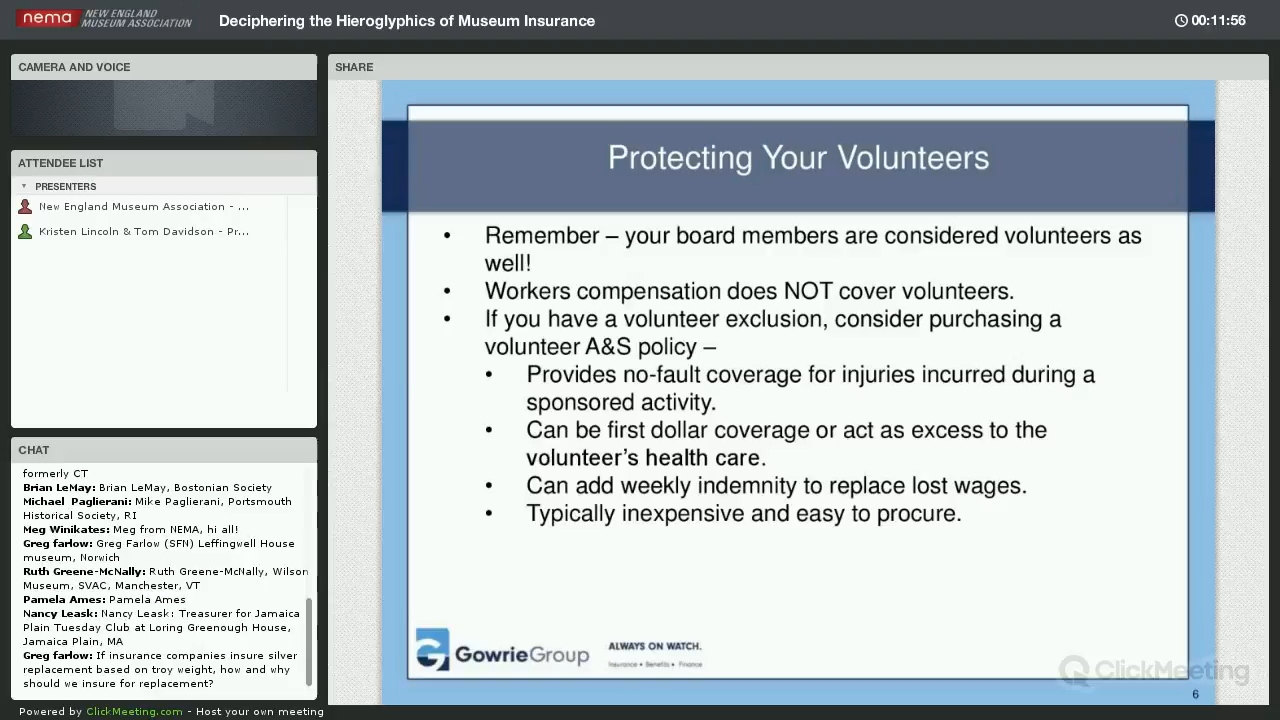 nema NEW ENGLAND
MUSEUM ASSOCIATION
Deciphering the Hieroglyphics of Museum Insurance
00:11:56
CAMERA AND VOICE
ATTENDEE LIST
PRESENTERS
New England Museum Association - ...
Kristen Lincoln & Tom Davidson - Pr...
CHAT
formerly CT
Brian LeMay: Brian LeMay, Bostonian Society
Michael Paglierani: Mike Paglierani, Portsmouth
Historical Society, RI
Meg Winikates: Meg from NEMA, hi all!
Greg farlow: Greg Farlow (SFN) Leffingwell House
museum, Norwich
Ruth Greene-McNally: Ruth Greene-McNally, Wilson
Museum, SVAC, Manchester, VT
Pamela Ames: Pamela Ames
Nancy Leask: Nancy Leask: Treasurer for Jamaica
Plain Tuesday Club at Loring Greenough House,
Jamaica Plain, MA
Greg farlow: If insurance companies insure silver
replacement based on troy weight, how and why
should we insure for replacement?
Powered by ClickMeeting.com - Host your own meeting
SHARE
Protecting Your Volunteers
• Remember – your board members are considered volunteers as
well!
• Workers compensation does NOT cover volunteers.
• If you have a volunteer exclusion, consider purchasing a
volunteer A&S policy –
• Provides no-fault coverage for injuries incurred during a
sponsored activity.
• Can be first dollar coverage or act as excess to the
volunteer’s health care.
• Can add weekly indemnity to replace lost wages.
• Typically inexpensive and easy to procure.
GowrieGroup
ALWAYS ON WATCH.
Insurance • Benefits • Finance
ClickMeeting
6